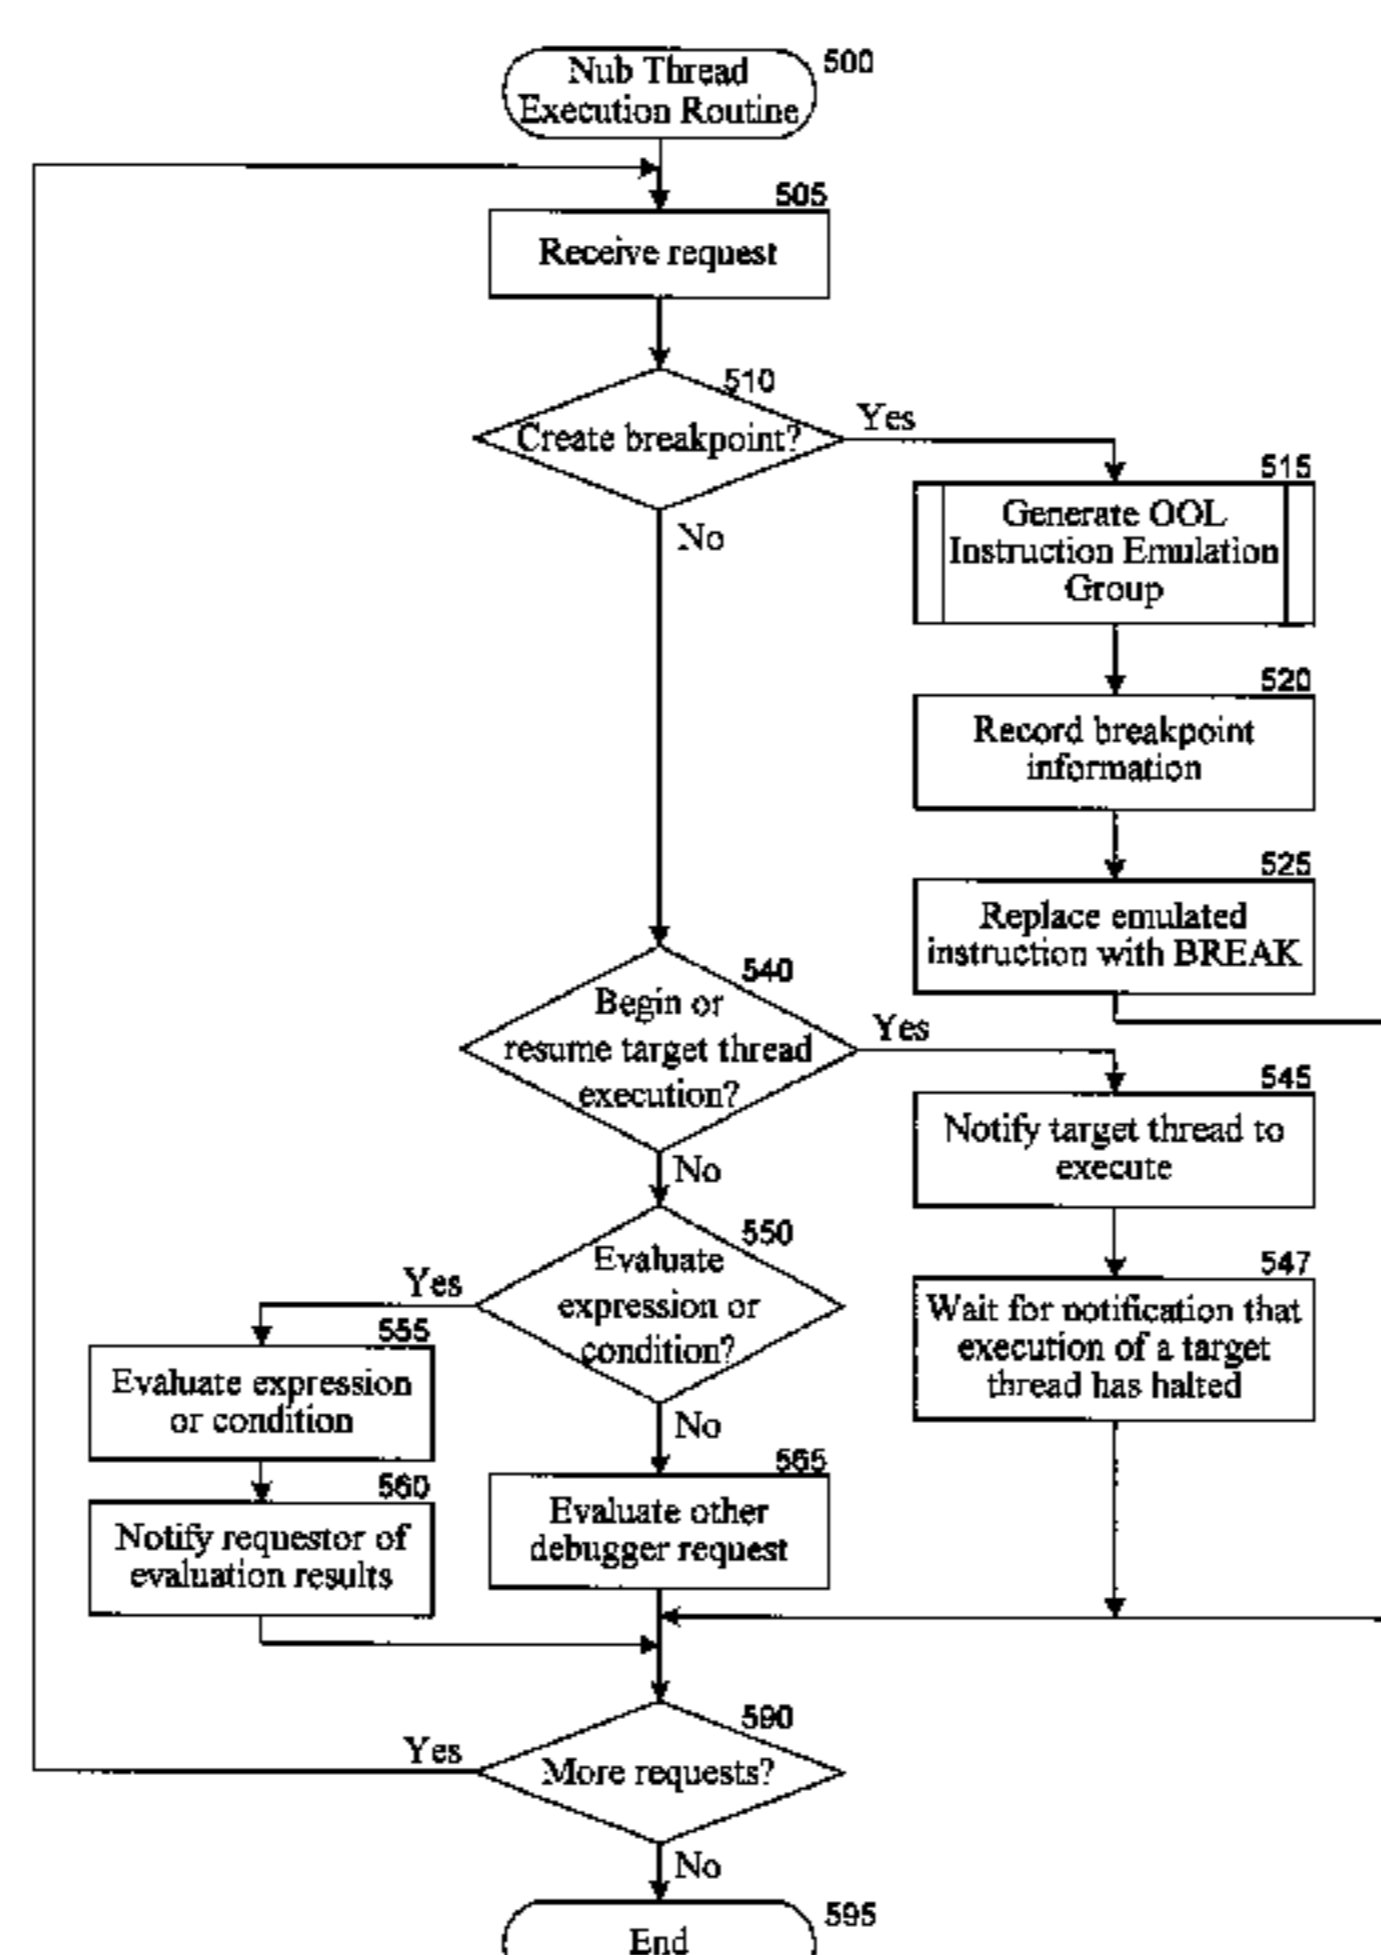 Nub Thread
Execution Routine
500
505
Receive request
510
Create breakpoint?
Yes
No
515
Generate OOL
Instruction Emulation
Group
520
Record breakpoint
information
525
Replace emulated
instruction with BREAK
540
Begin or
resume target thread
execution?
Yes
No
545
Notify target thread to
execute
547
Wait for notification that
execution of a target
thread has halted
550
Evaluate
expression or
condition?
Yes
No
555
Evaluate expression
or condition
560
Notify requestor of
evaluation results
565
Evaluate other
debugger request
590
More requests?
Yes
No
595
End